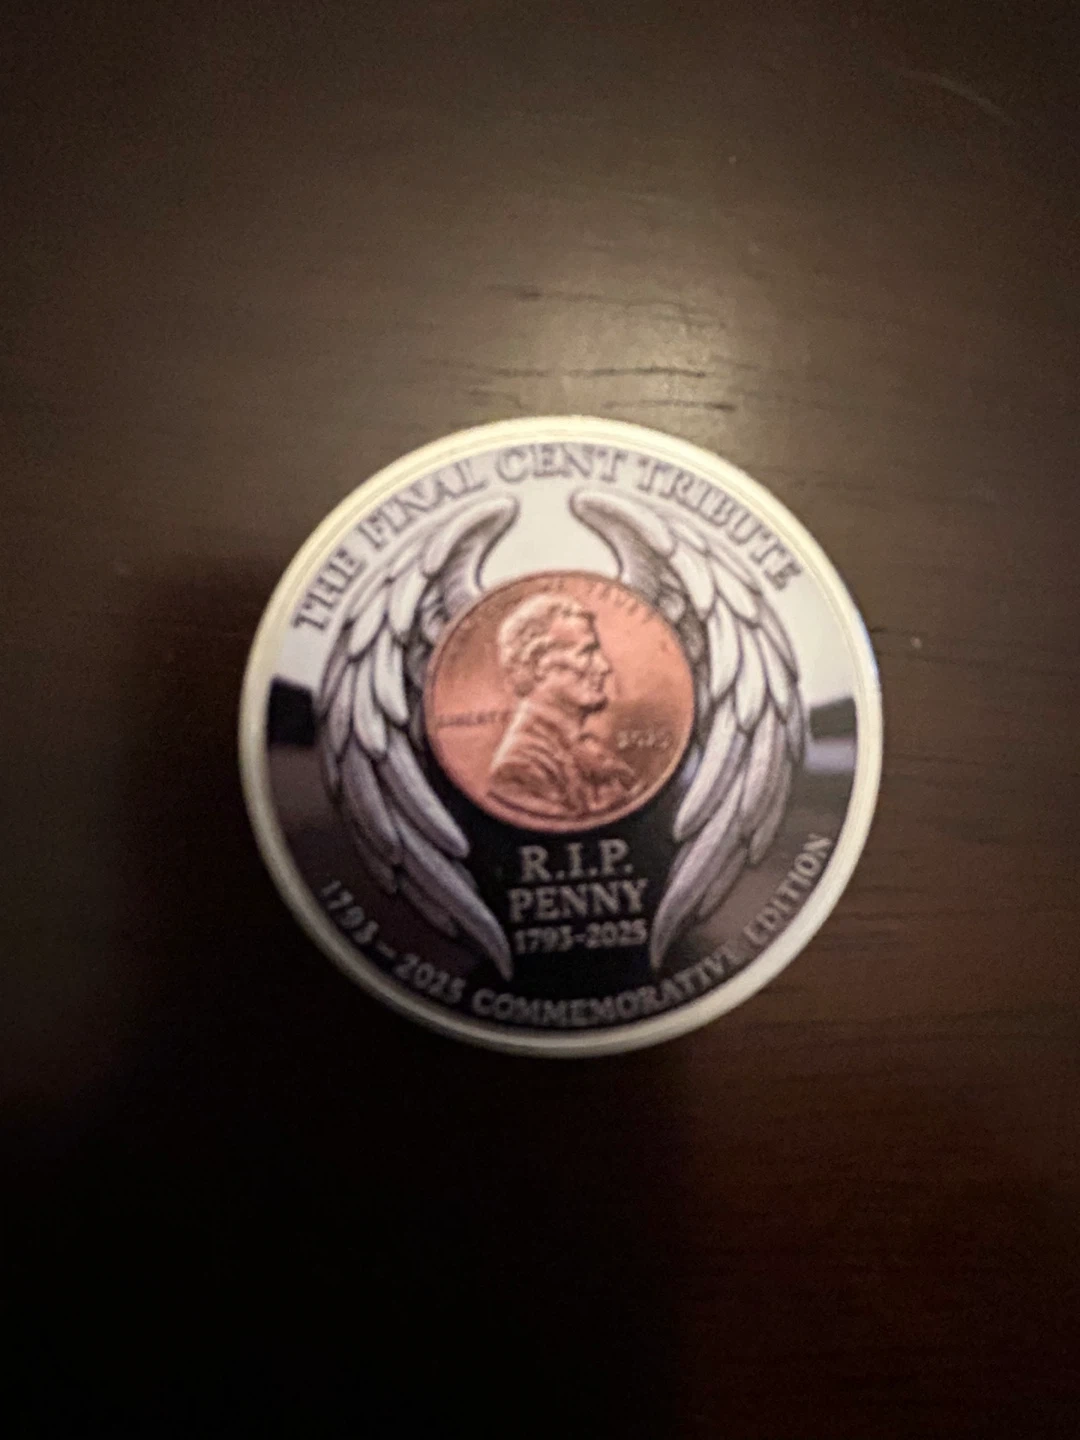 THE FINAL CENT TRIBUTE
LIBERTY
R.I.P.
PENNY
1793-2025
1793-2025 COMMEMORATIVE EDITION